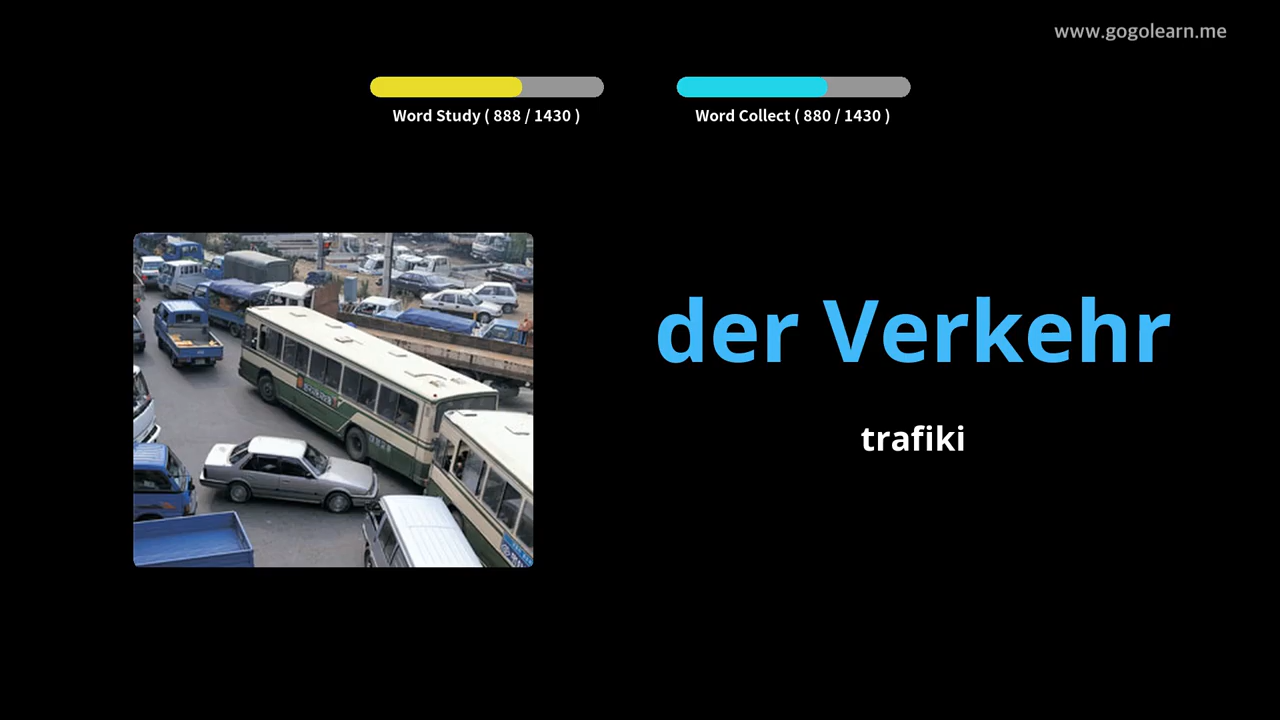 www.gogolearn.me
Word Study ( 888 / 1430 )
Word Collect ( 880 / 1430 )
der Verkehr
trafiki